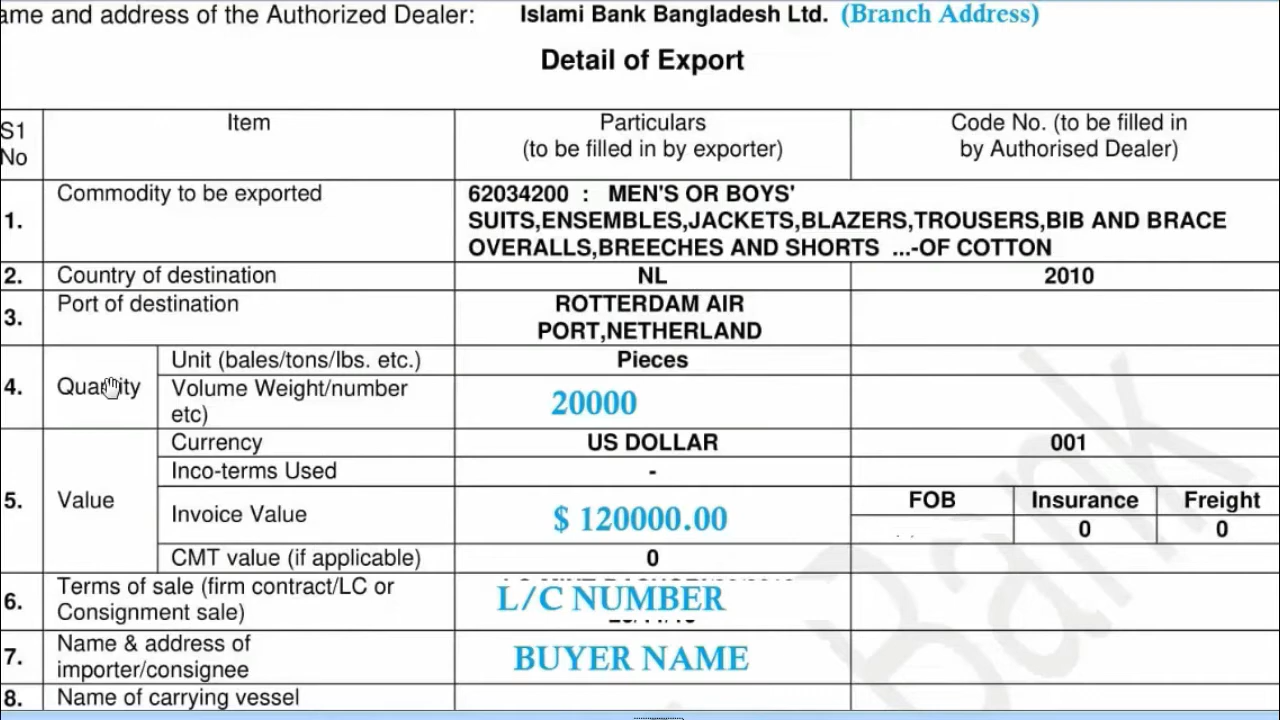 ame and address of the Authorized Dealer: Islami Bank Bangladesh Ltd. (Branch Address)
Detail of Export
S1 No Item Particulars (to be filled in by exporter) Code No. (to be filled in by Authorised Dealer)
1. Commodity to be exported 62034200 : MEN'S OR BOYS'
SUITS,ENSEMBLES,JACKETS,BLAZERS,TROUSERS,BIB AND BRACE
OVERALLS,BREECHES AND SHORTS ...-OF COTTON
2. Country of destination NL 2010
3. Port of destination ROTTERDAM AIR
PORT,NETHERLAND
4. Quantity Unit (bales/tons/lbs. etc.) Pieces
Volume Weight/number
etc) 20000
5. Value Currency US DOLLAR 001
Inco-terms Used -
Invoice Value $ 120000.00 FOB Insurance Freight
0 0
CMT value (if applicable) 0
6. Terms of sale (firm contract/LC or
Consignment sale) L/C NUMBER
7. Name & address of
importer/consignee BUYER NAME
8. Name of carrying vessel
Bank